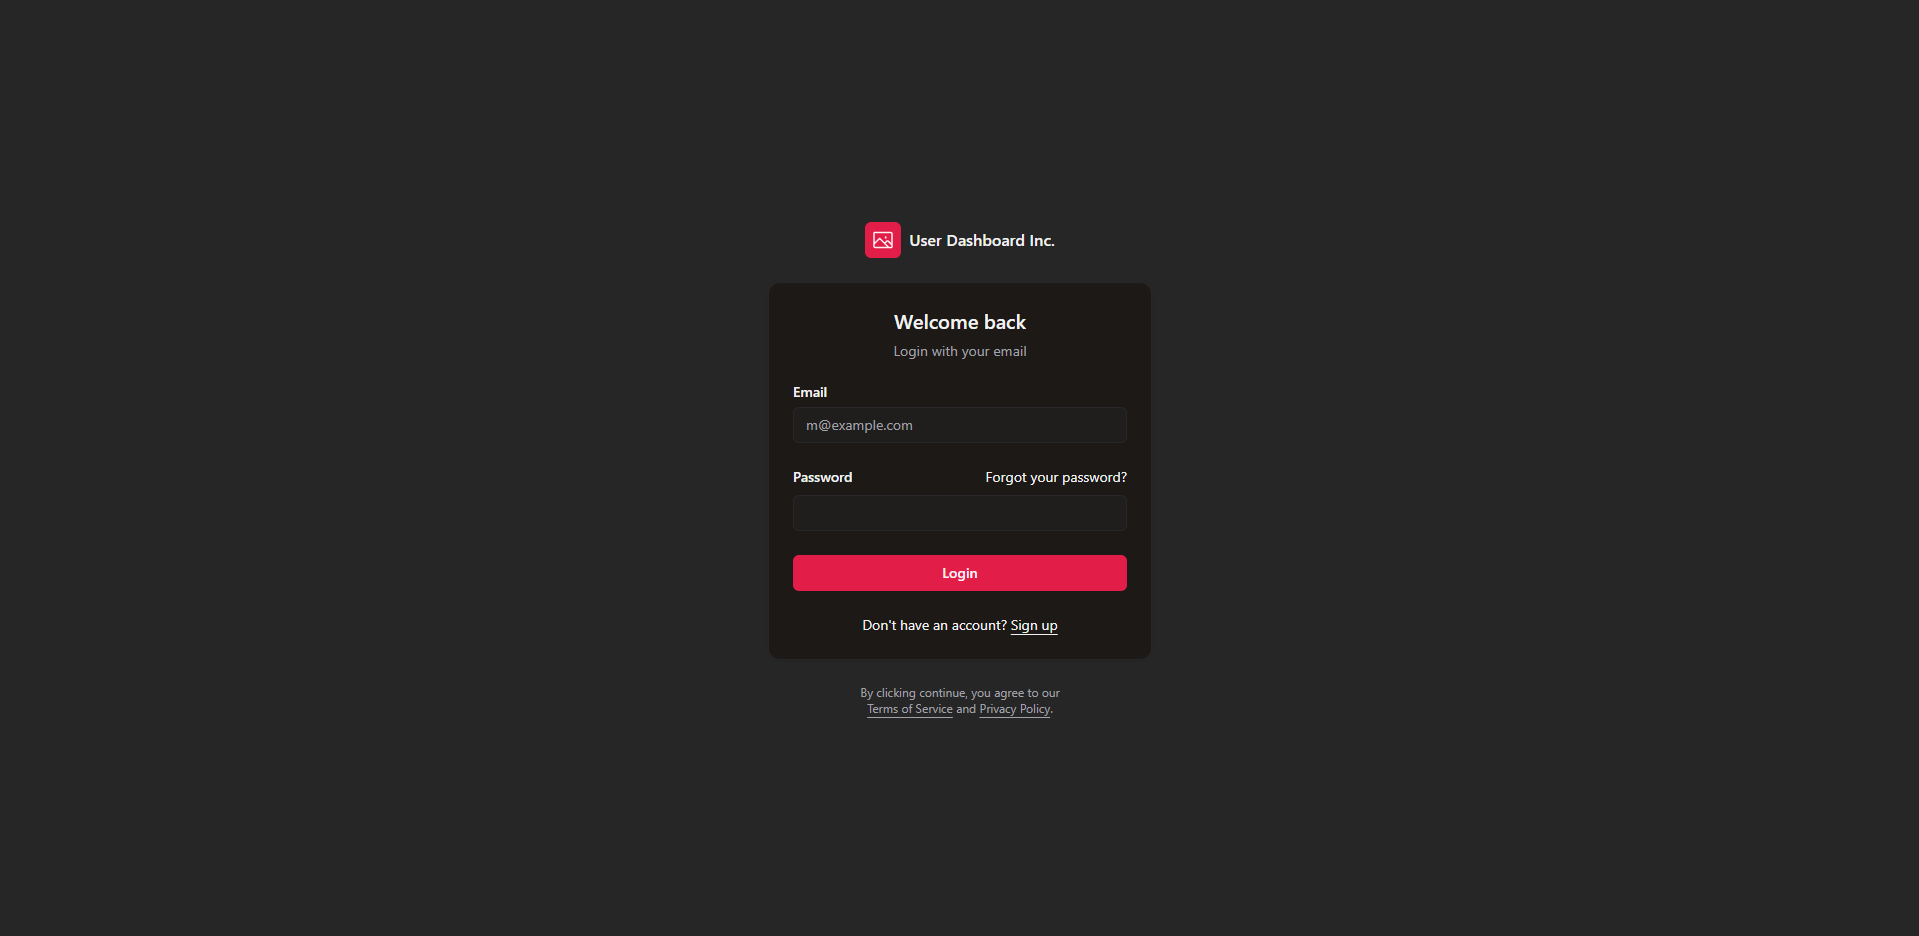 User Dashboard Inc.
Welcome back
Login with your email
Email
m@example.com
Password Forgot your password?
Login
Don't have an account? Sign up
By clicking continue, you agree to our
Terms of Service and Privacy Policy.